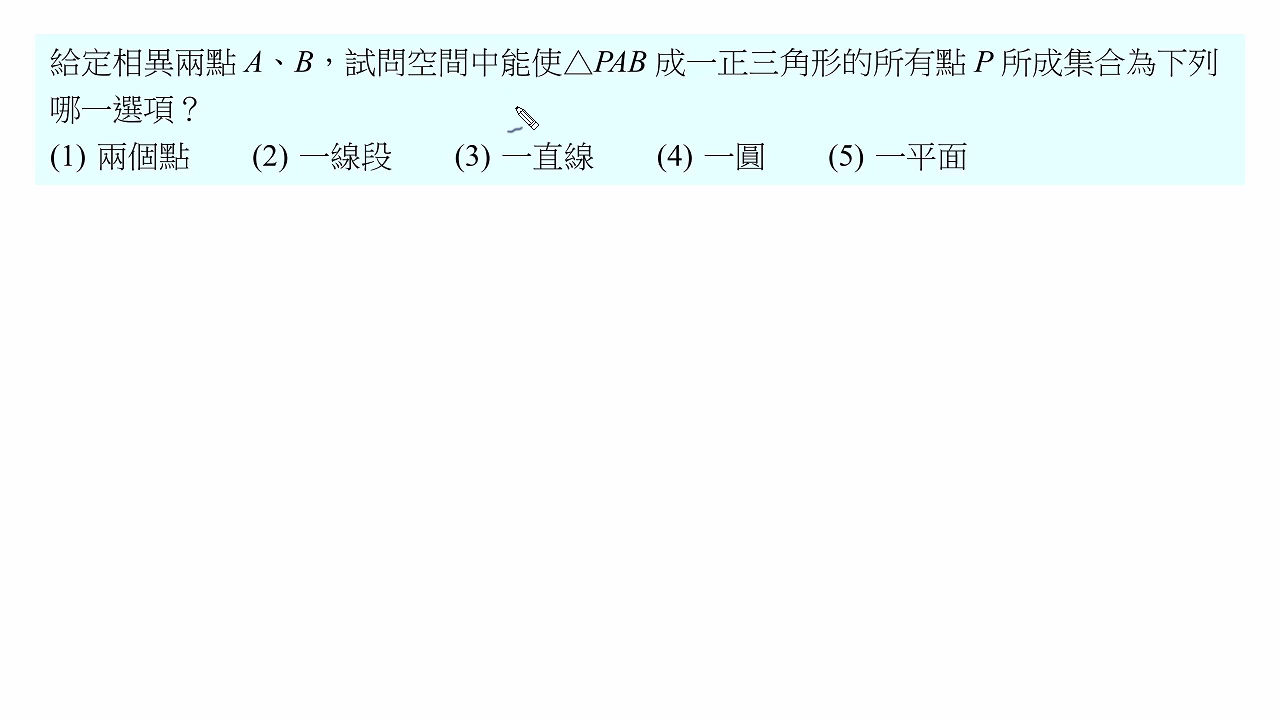 給定相異兩點 A、B，試問空間中能使△PAB 成一正三角形的所有點 P 所成集合為下列
哪一選項？
(1) 兩個點 (2) 一線段 (3) 一直線 (4) 一圓 (5) 一平面